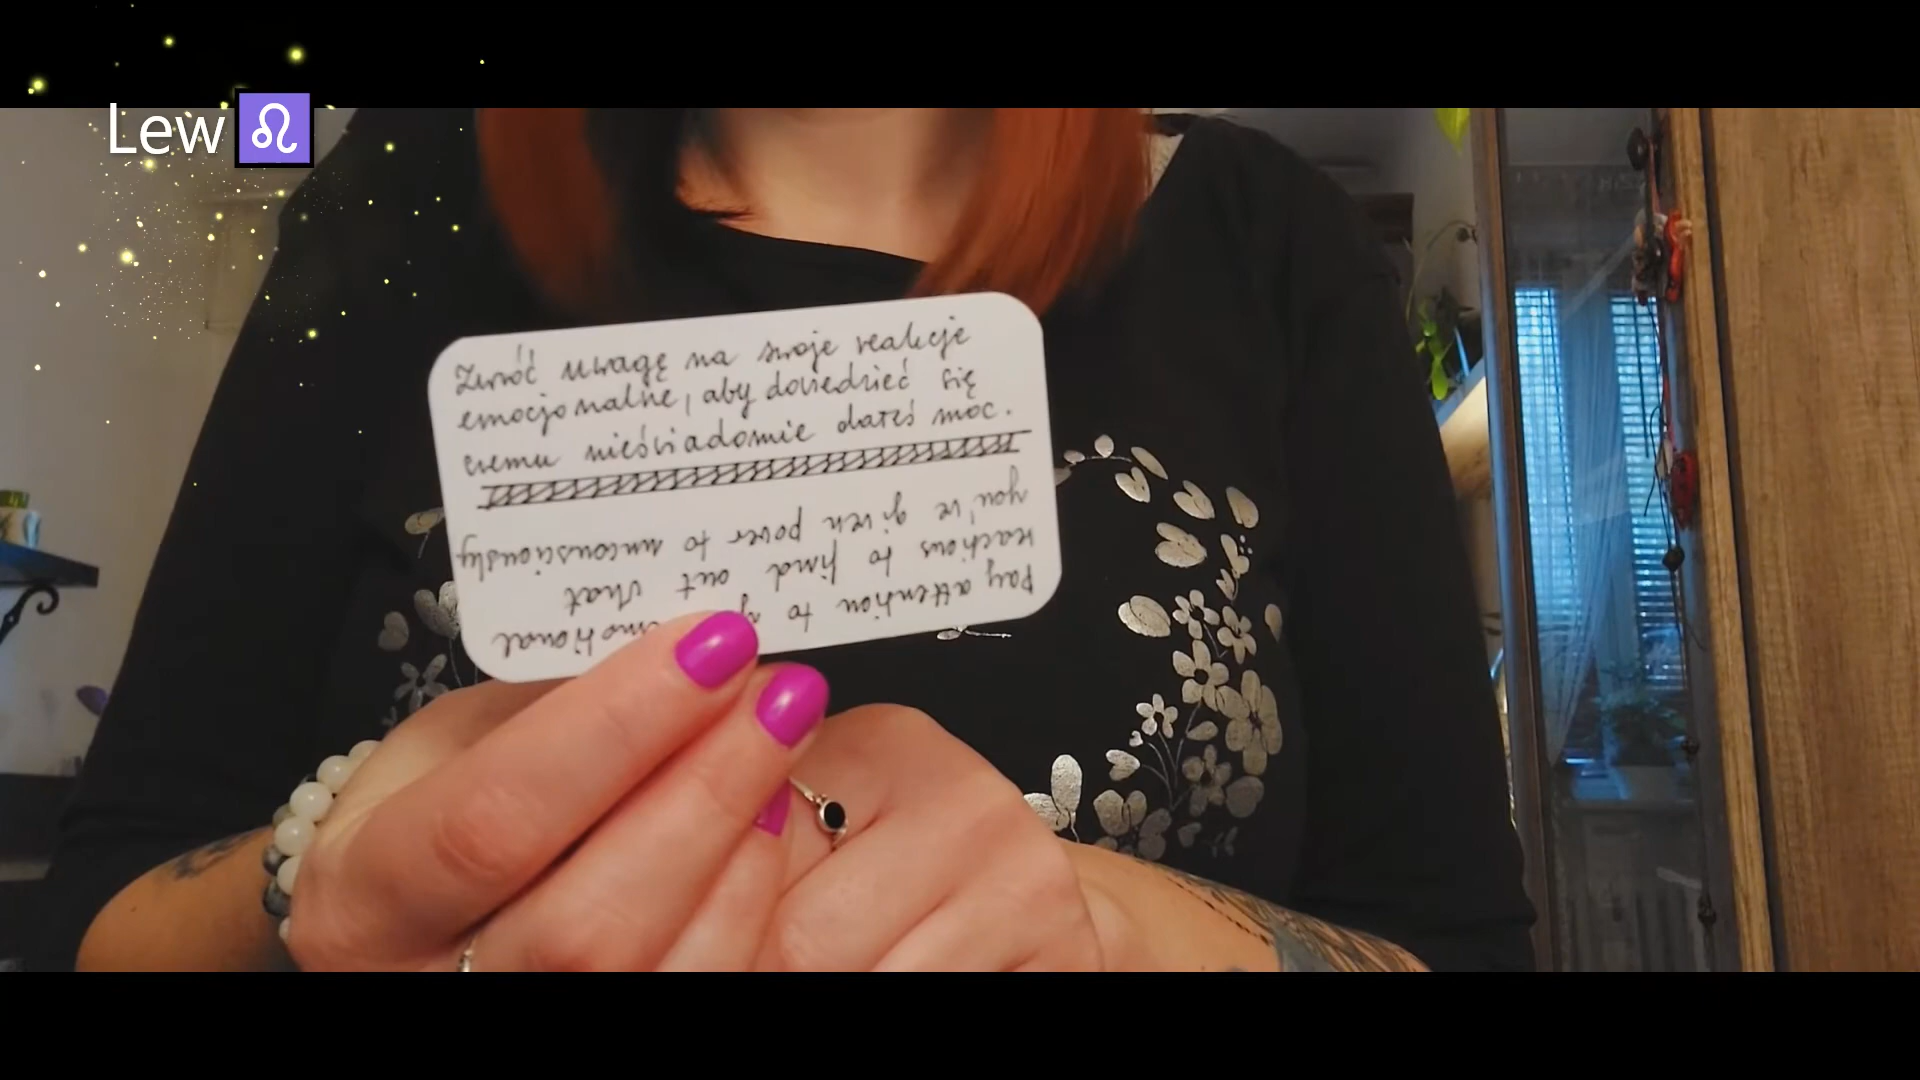 Lew ♌
Zwróć uwagę na swoje reakcje
emocjonalne, aby dowiedzieć się
czemu nieświadomie dałeś moc.
Pay attention to emotional
reactions to find out what
you've given power to unconsciously